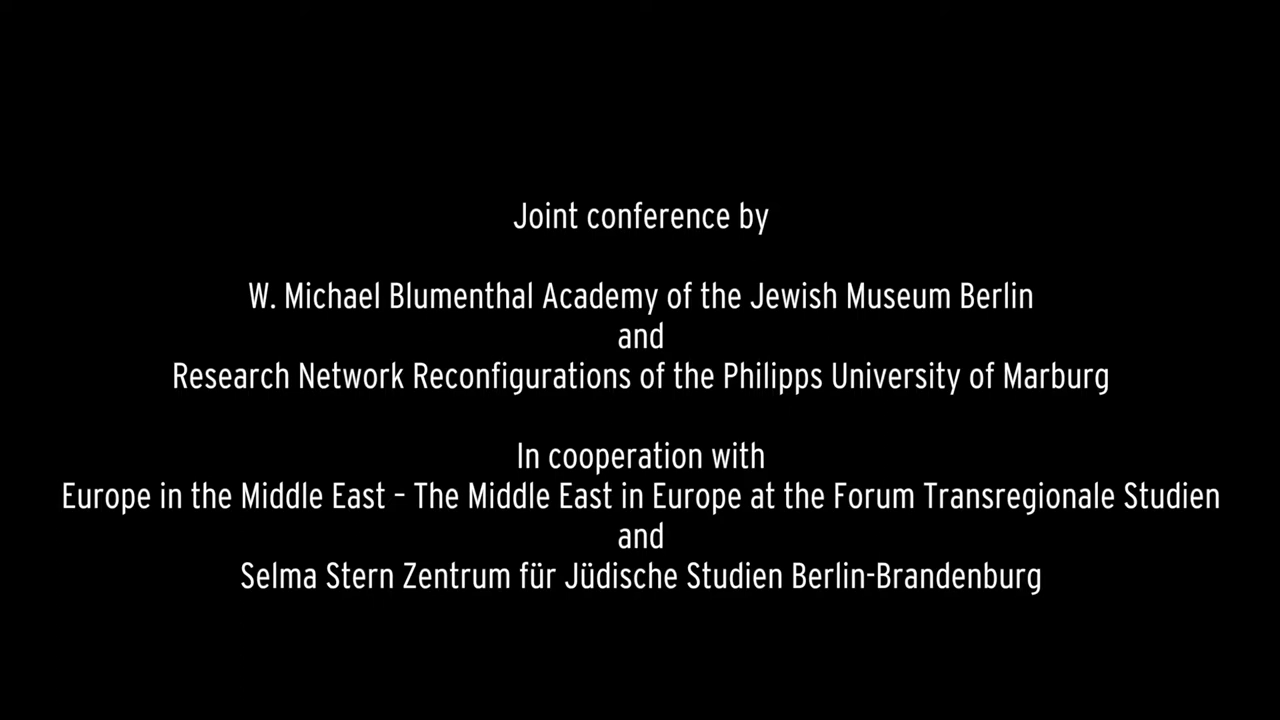 Joint conference by
W. Michael Blumenthal Academy of the Jewish Museum Berlin
and
Research Network Reconfigurations of the Philipps University of Marburg
In cooperation with
Europe in the Middle East – The Middle East in Europe at the Forum Transregionale Studien
and
Selma Stern Zentrum für Jüdische Studien Berlin-Brandenburg